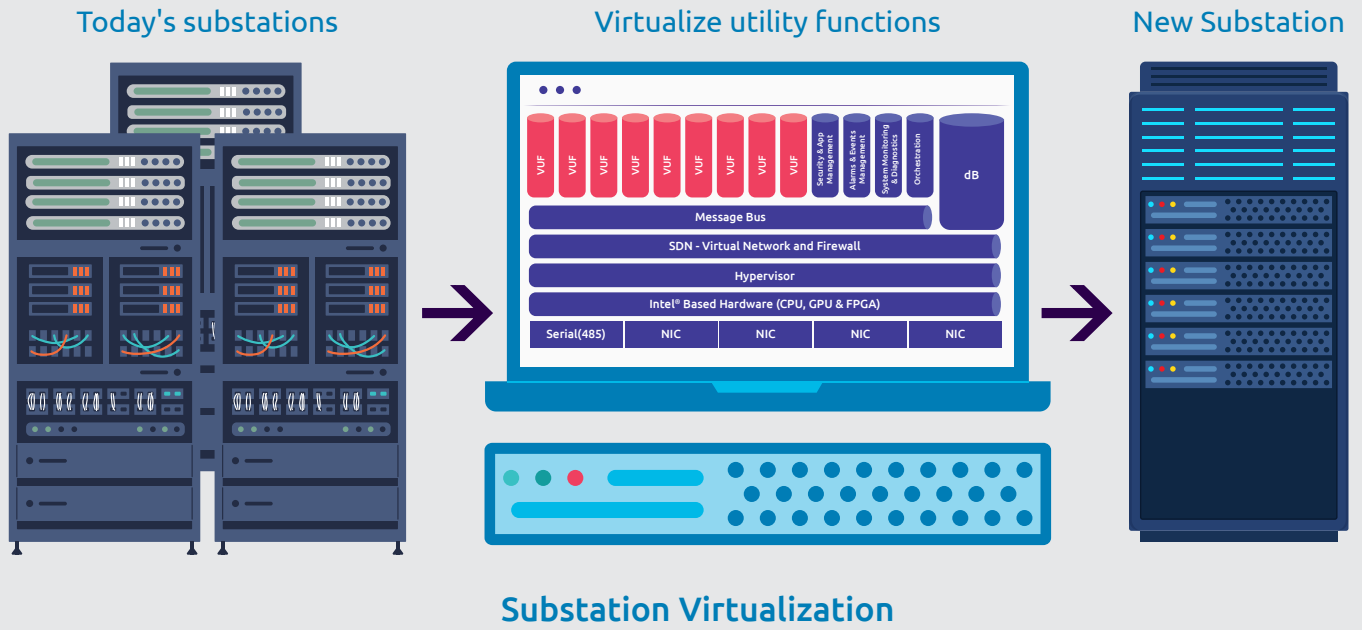 Today's substations
Virtualize utility functions
New Substation
VUF
VUF
VUF
VUF
VUF
VUF
VUF
VUF
VUF
Security & App
Management
Alarms & Events
Management
System Monitoring
& Diagnostics
Orchestration
dB
Message Bus
SDN - Virtual Network and Firewall
Hypervisor
Intel® Based Hardware (CPU, GPU & FPGA)
Serial(485)
NIC
NIC
NIC
NIC
Substation Virtualization